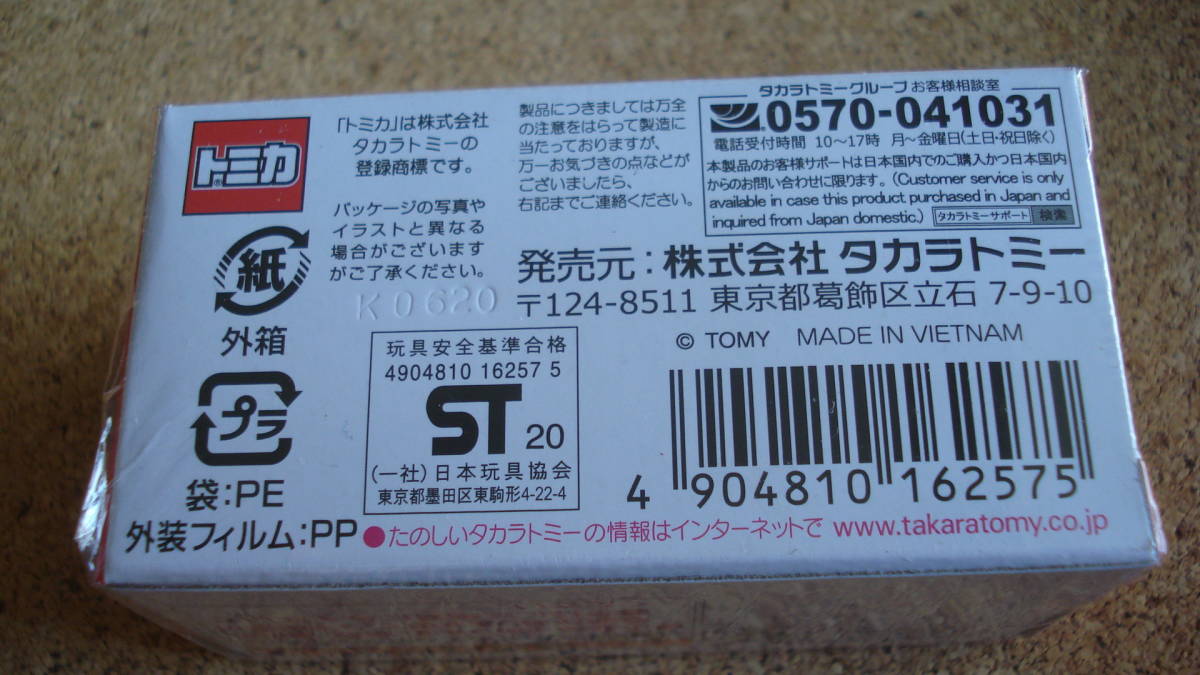 トミカ®
「トミカ」は株式会社
タカラトミーの
登録商標です。
パッケージの写真や
イラストと異なる
場合がございます
がご了承ください。
K0620
紙
外箱
プラ
袋:PE
外装フィルム:PP
製品につきましては万全
の注意をはらって製造に
当たっておりますが、
万一お気づきの点などが
ございましたら、
右記までご連絡ください。
タカラトミーグループお客様相談室
0570-041031
電話受付時間 10〜17時 月〜金曜日(土日・祝日除く)
本製品のお客様サポートは日本国内でのご購入かつ日本国内
からのお問い合わせに限ります。(Customer service is only
available in case this product purchased in Japan and
inquired from Japan domestic.) タカラトミーサポート 検索
発売元:株式会社 タカラトミー
〒124-8511 東京都葛飾区立石 7-9-10
© TOMY MADE IN VIETNAM
玩具安全基準合格
4904810 16257 5
ST 20
(一社)日本玩具協会
東京都墨田区東駒形4-22-4
4 904810 162575
●たのしいタカラトミーの情報はインターネットで www.takaratomy.co.jp